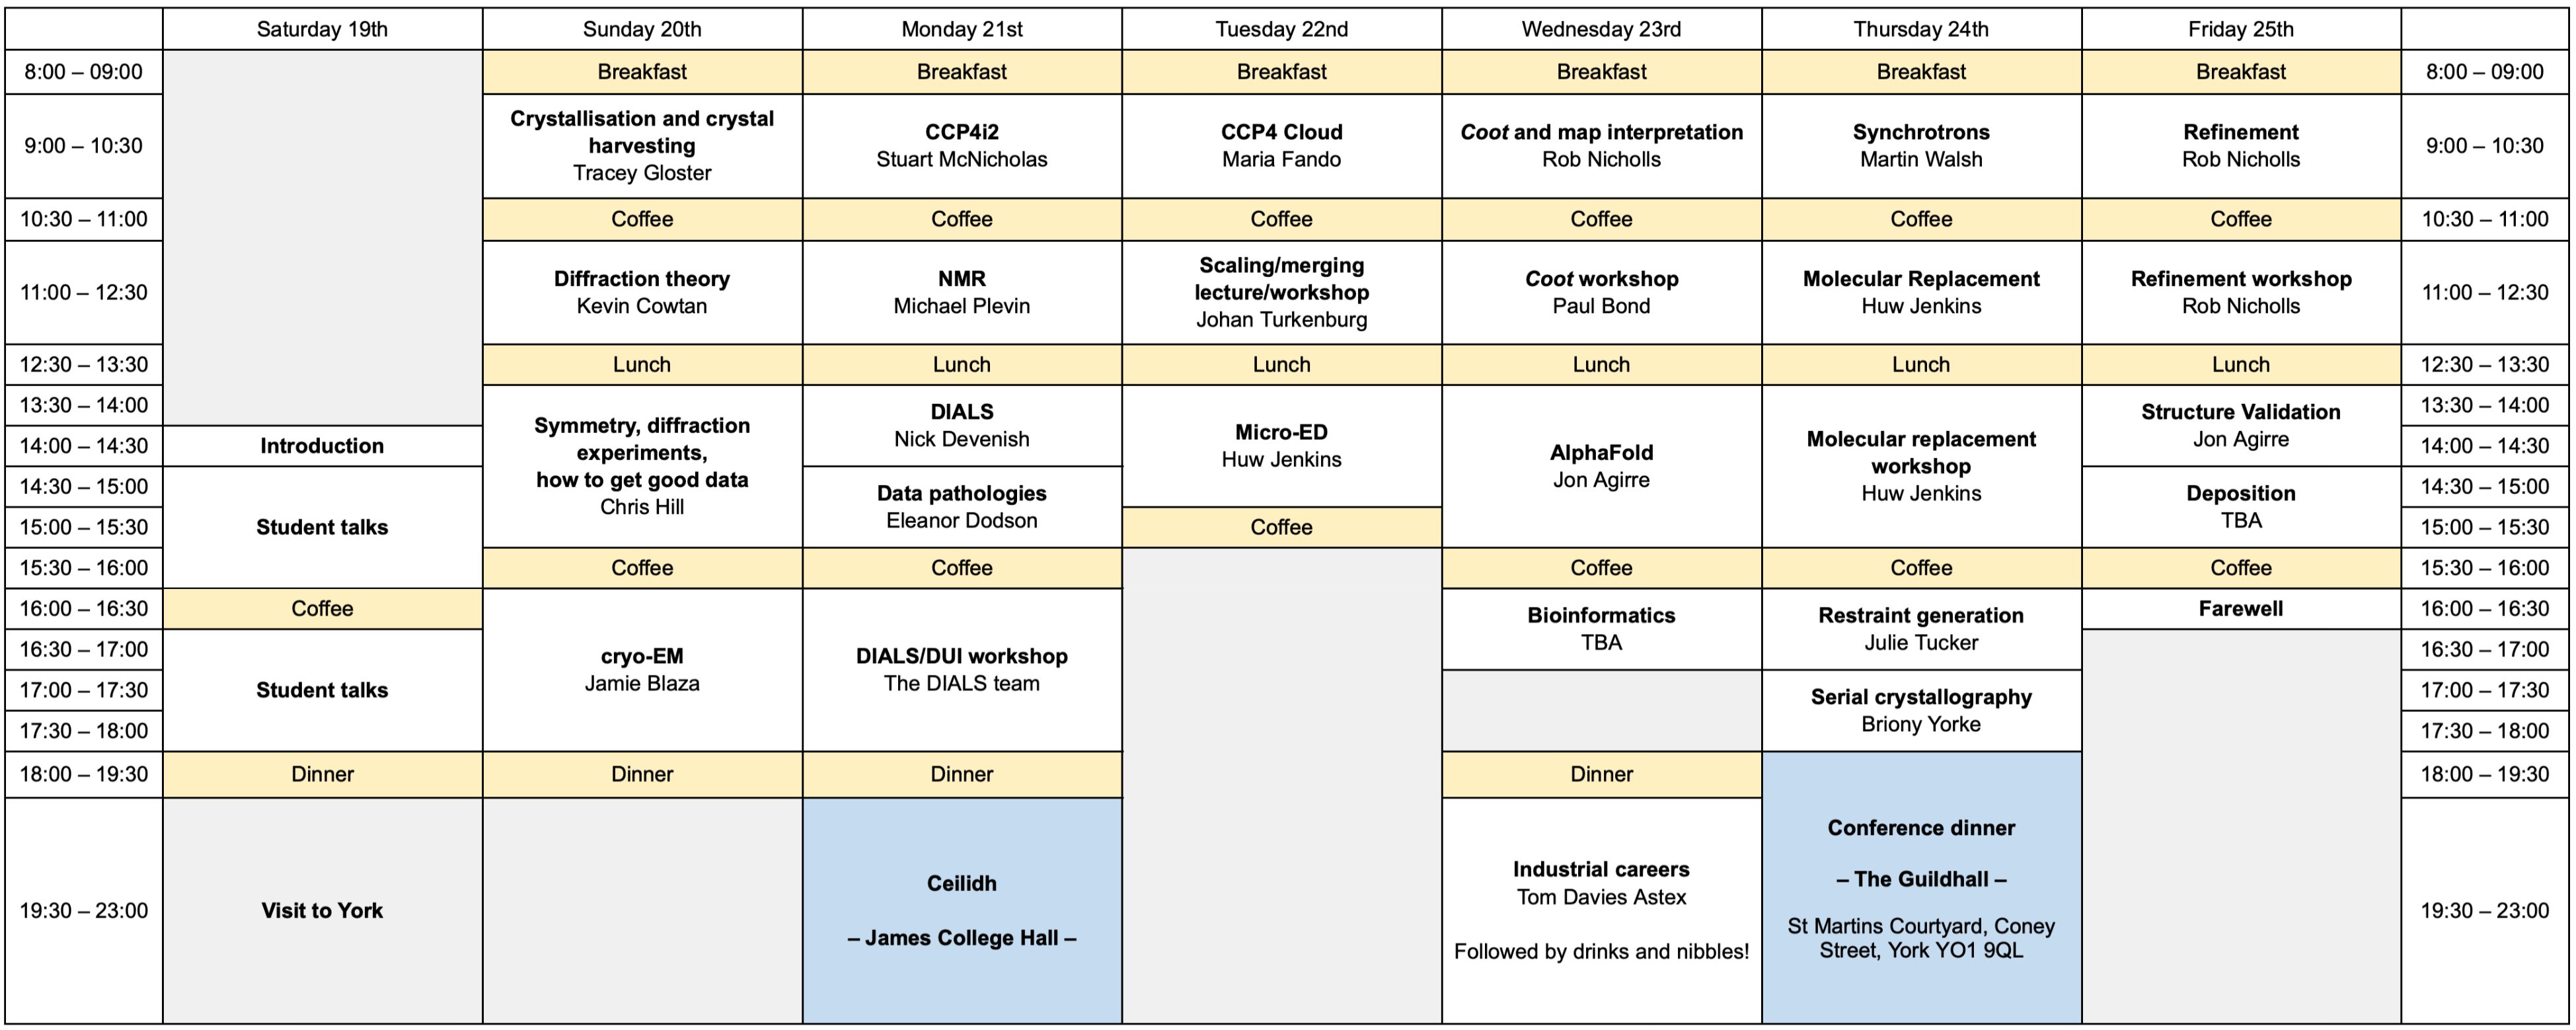 Saturday 19th Sunday 20th Monday 21st Tuesday 22nd Wednesday 23rd Thursday 24th Friday 25th
8:00 – 09:00 Breakfast Breakfast Breakfast Breakfast Breakfast Breakfast 8:00 – 09:00
9:00 – 10:30
Crystallisation and crystal
harvesting
Tracey Gloster
CCP4i2
Stuart McNicholas
CCP4 Cloud
Maria Fando
Coot and map interpretation
Rob Nicholls
Synchrotrons
Martin Walsh
Refinement
Rob Nicholls
9:00 – 10:30
10:30 – 11:00 Coffee Coffee Coffee Coffee Coffee Coffee 10:30 – 11:00
11:00 – 12:30
Diffraction theory
Kevin Cowtan
NMR
Michael Plevin
Scaling/merging
lecture/workshop
Johan Turkenburg
Coot workshop
Paul Bond
Molecular Replacement
Huw Jenkins
Refinement workshop
Rob Nicholls
11:00 – 12:30
12:30 – 13:30 Lunch Lunch Lunch Lunch Lunch Lunch 12:30 – 13:30
13:30 – 14:00
14:00 – 14:30
Introduction
14:30 – 15:00
15:00 – 15:30
15:30 – 16:00
Student talks
Symmetry, diffraction
experiments,
how to get good data
Chris Hill
DIALS
Nick Devenish
Data pathologies
Eleanor Dodson
Micro-ED
Huw Jenkins
Coffee
AlphaFold
Jon Agirre
Molecular replacement
workshop
Huw Jenkins
Structure Validation
Jon Agirre
Deposition
TBA
13:30 – 14:00
14:00 – 14:30
14:30 – 15:00
15:00 – 15:30
Coffee Coffee Coffee Coffee Coffee 15:30 – 16:00
16:00 – 16:30
Coffee
16:30 – 17:00
17:00 – 17:30
17:30 – 18:00
Student talks
cryo-EM
Jamie Blaza
DIALS/DUI workshop
The DIALS team
Bioinformatics
TBA
Restraint generation
Julie Tucker
Serial crystallography
Briony Yorke
Farewell
16:00 – 16:30
16:30 – 17:00
17:00 – 17:30
17:30 – 18:00
18:00 – 19:30 Dinner Dinner Dinner Dinner 18:00 – 19:30
19:30 – 23:00
Visit to York
Ceilidh
– James College Hall –
Industrial careers
Tom Davies Astex
Followed by drinks and nibbles!
Conference dinner
– The Guildhall –
St Martins Courtyard, Coney
Street, York YO1 9QL
19:30 – 23:00